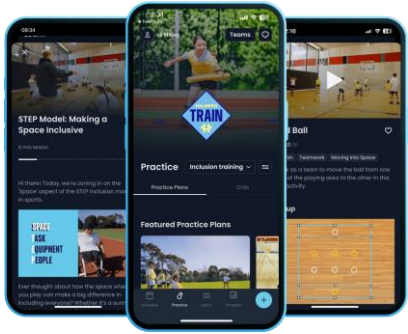 08:34
STEP Model: Making a
Space Inclusive
Hi there! Today, we're zoning in on the
'Space' aspect of the STEP inclusion
in sports.
SPACE
TASK
EQUIPMENT
PEOPLE
Ever thought about how the space
you play can make a big difference in
including everyone? Whether it's a
Teams
TRAIN
Practice
Inclusion training
Practice Plans
Drills
Featured Practice Plans
Practice
+
Ball
Teamwork
Moving into Space
as a team to move the ball from one
of the playing area to the other in this
activity.
up